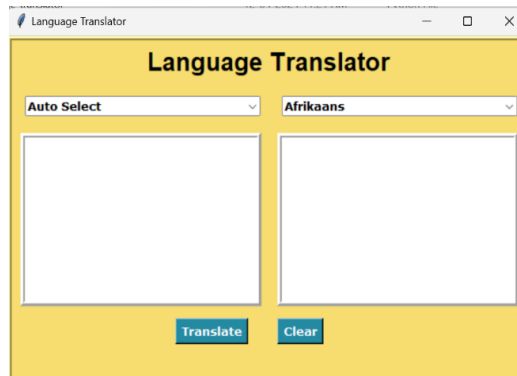 Language Translator
Language Translator
Auto Select
Afrikaans
Translate
Clear